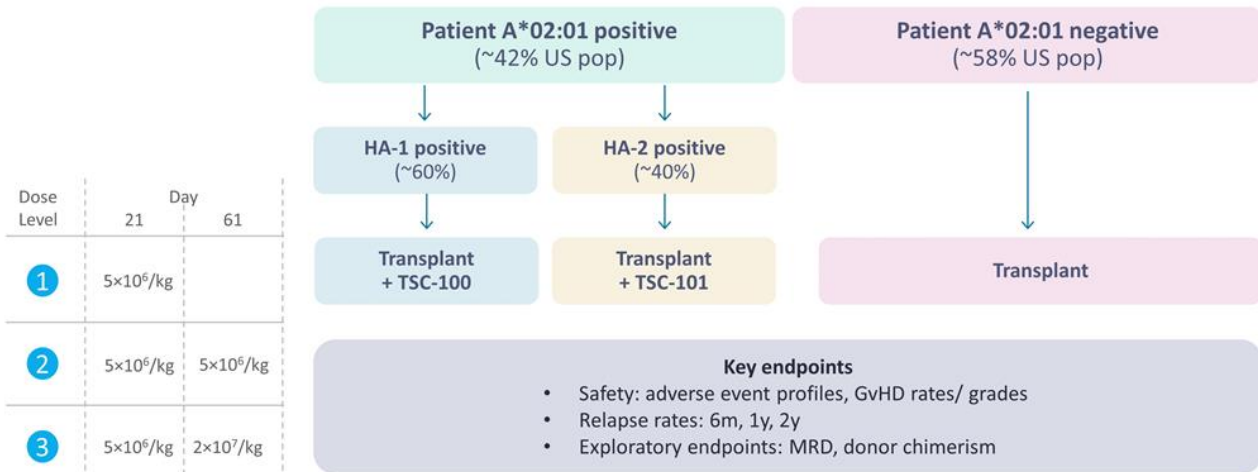 Patient A*02:01 positive
(~42% US pop)
Patient A*02:01 negative
(~58% US pop)
HA-1 positive
(~60%)
HA-2 positive
(~40%)
Transplant
+ TSC-100
Transplant
+ TSC-101
Transplant
Dose
Level
Day
21 61
1 5×10⁶/kg
2 5×10⁶/kg 5×10⁶/kg
3 5×10⁶/kg 2×10⁷/kg
Key endpoints
• Safety: adverse event profiles, GvHD rates/ grades
• Relapse rates: 6m, 1y, 2y
• Exploratory endpoints: MRD, donor chimerism